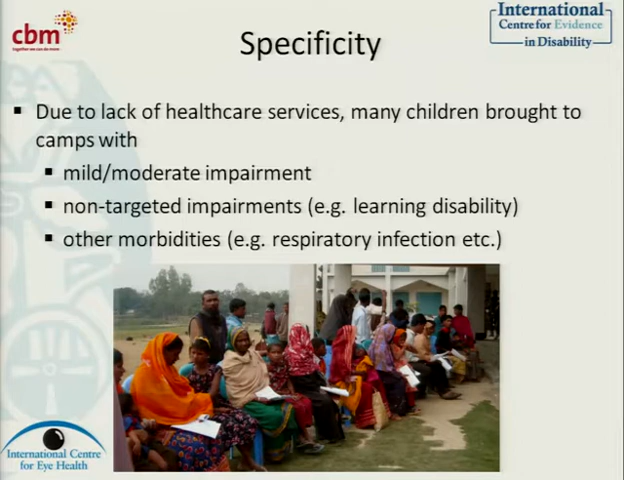 cbm
together we can do more
International
Centre for Evidence
in Disability
Specificity
Due to lack of healthcare services, many children brought to
camps with
mild/moderate impairment
non-targeted impairments (e.g. learning disability)
other morbidities (e.g. respiratory infection etc.)
International Centre
for Eye Health